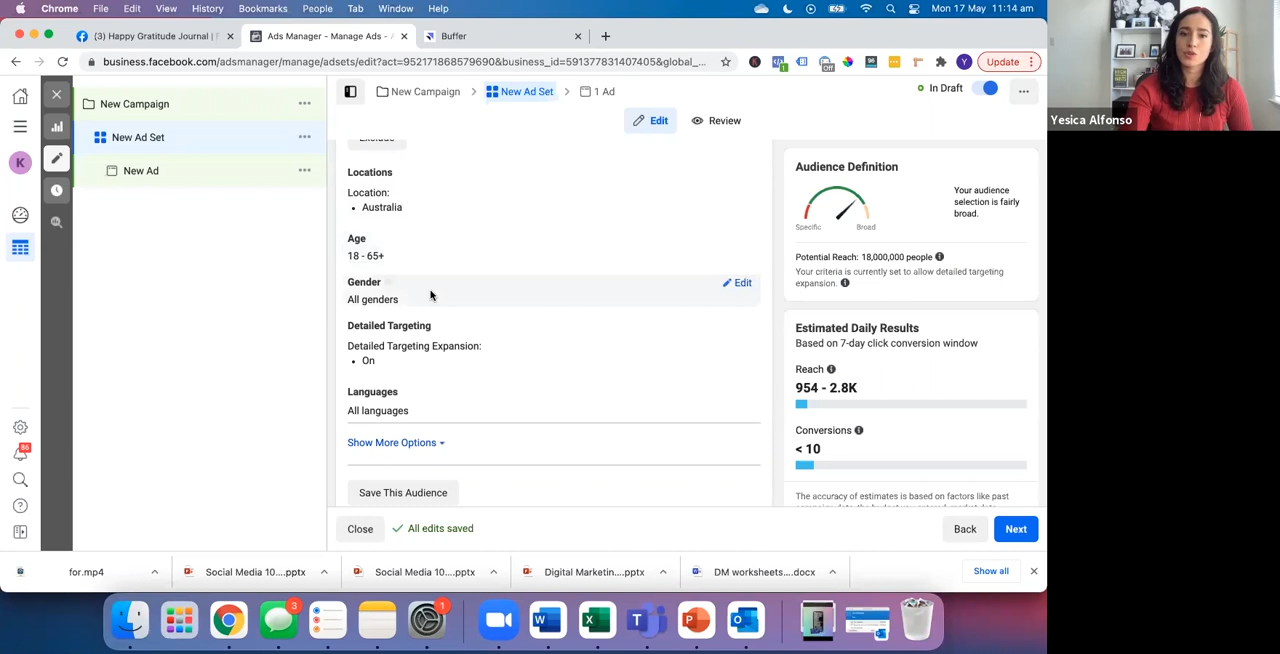 Chrome File Edit View History Bookmarks People Tab Window Help Mon 17 May 11:14 am
(3) Happy Gratitude Journal | F Ads Manager - Manage Ads - A Buffer
business.facebook.com/adsmanager/manage/adsets/edit?act=952171368579620&business_id=591377831407405&global_... Update
New Campaign
New Ad Set
New Ad
K
86
New Campaign > New Ad Set > 1 Ad In Draft
Edit Review
Exclude
Locations
Location:
• Australia
Age
18 - 65+
Gender Edit
All genders
Detailed Targeting
Detailed Targeting Expansion:
• On
Languages
All languages
Show More Options
Save This Audience
Close All edits saved Back Next
Audience Definition
Your audience
selection is fairly
broad.
Specific Broad
Potential Reach: 18,000,000 people
Your criteria is currently set to allow detailed targeting
expansion.
Estimated Daily Results
Based on 7-day click conversion window
Reach
954 - 2.8K
Conversions
< 10
The accuracy of estimates is based on factors like past
Yesica Alfonso
for.mp4 Social Media 10....pptx Social Media 10....pptx Digital Marketin....pptx DM worksheets....docx Show all
3 1